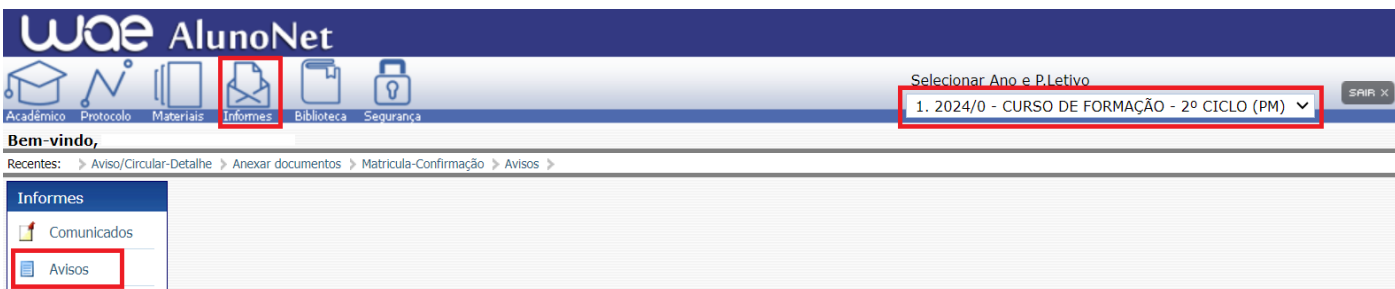 wae AlunoNet
Selecionar Ano e P.Letivo
1. 2024/0 - CURSO DE FORMAÇÃO - 2º CICLO (PM)
SAIR X
Acadêmico Protocolo Materiais Informes Biblioteca Segurança
Bem-vindo,
Recentes: Aviso/Circular-Detalhe Anexar documentos Matricula-Confirmação Avisos
Informes
Comunicados
Avisos